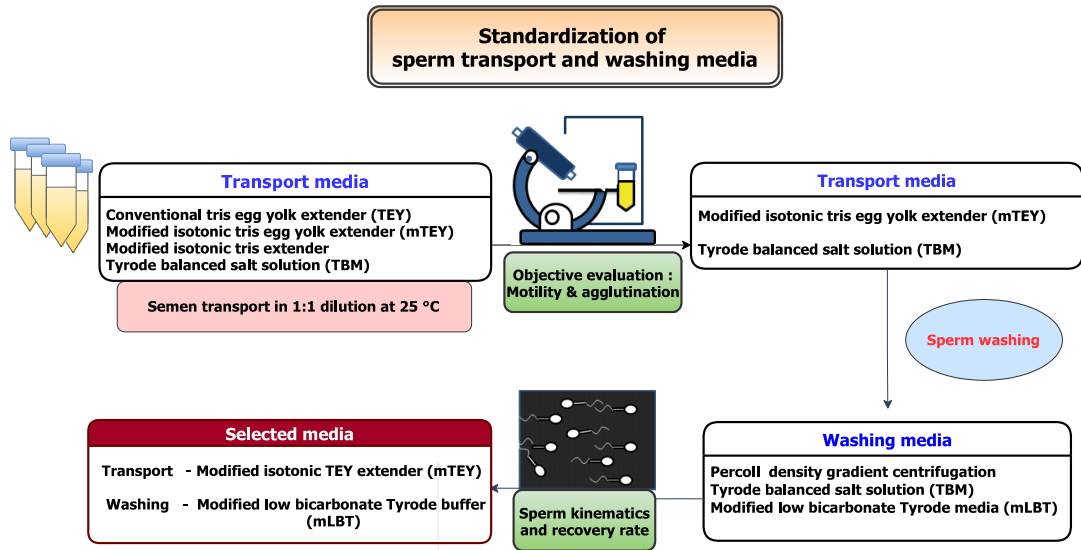 Standardization of
sperm transport and washing media
Transport media
Conventional tris egg yolk extender (TEY)
Modified isotonic tris egg yolk extender (mTEY)
Modified isotonic tris extender
Tyrode balanced salt solution (TBM)
Semen transport in 1:1 dilution at 25 °C
Objective evaluation :
Motility & agglutination
Transport media
Modified isotonic tris egg yolk extender (mTEY)
Tyrode balanced salt solution (TBM)
Sperm washing
Washing media
Percoll density gradient centrifugation
Tyrode balanced salt solution (TBM)
Modified low bicarbonate Tyrode media (mLBT)
Sperm kinematics
and recovery rate
Selected media
Transport - Modified isotonic TEY extender (mTEY)
Washing - Modified low bicarbonate Tyrode buffer
(mLBT)